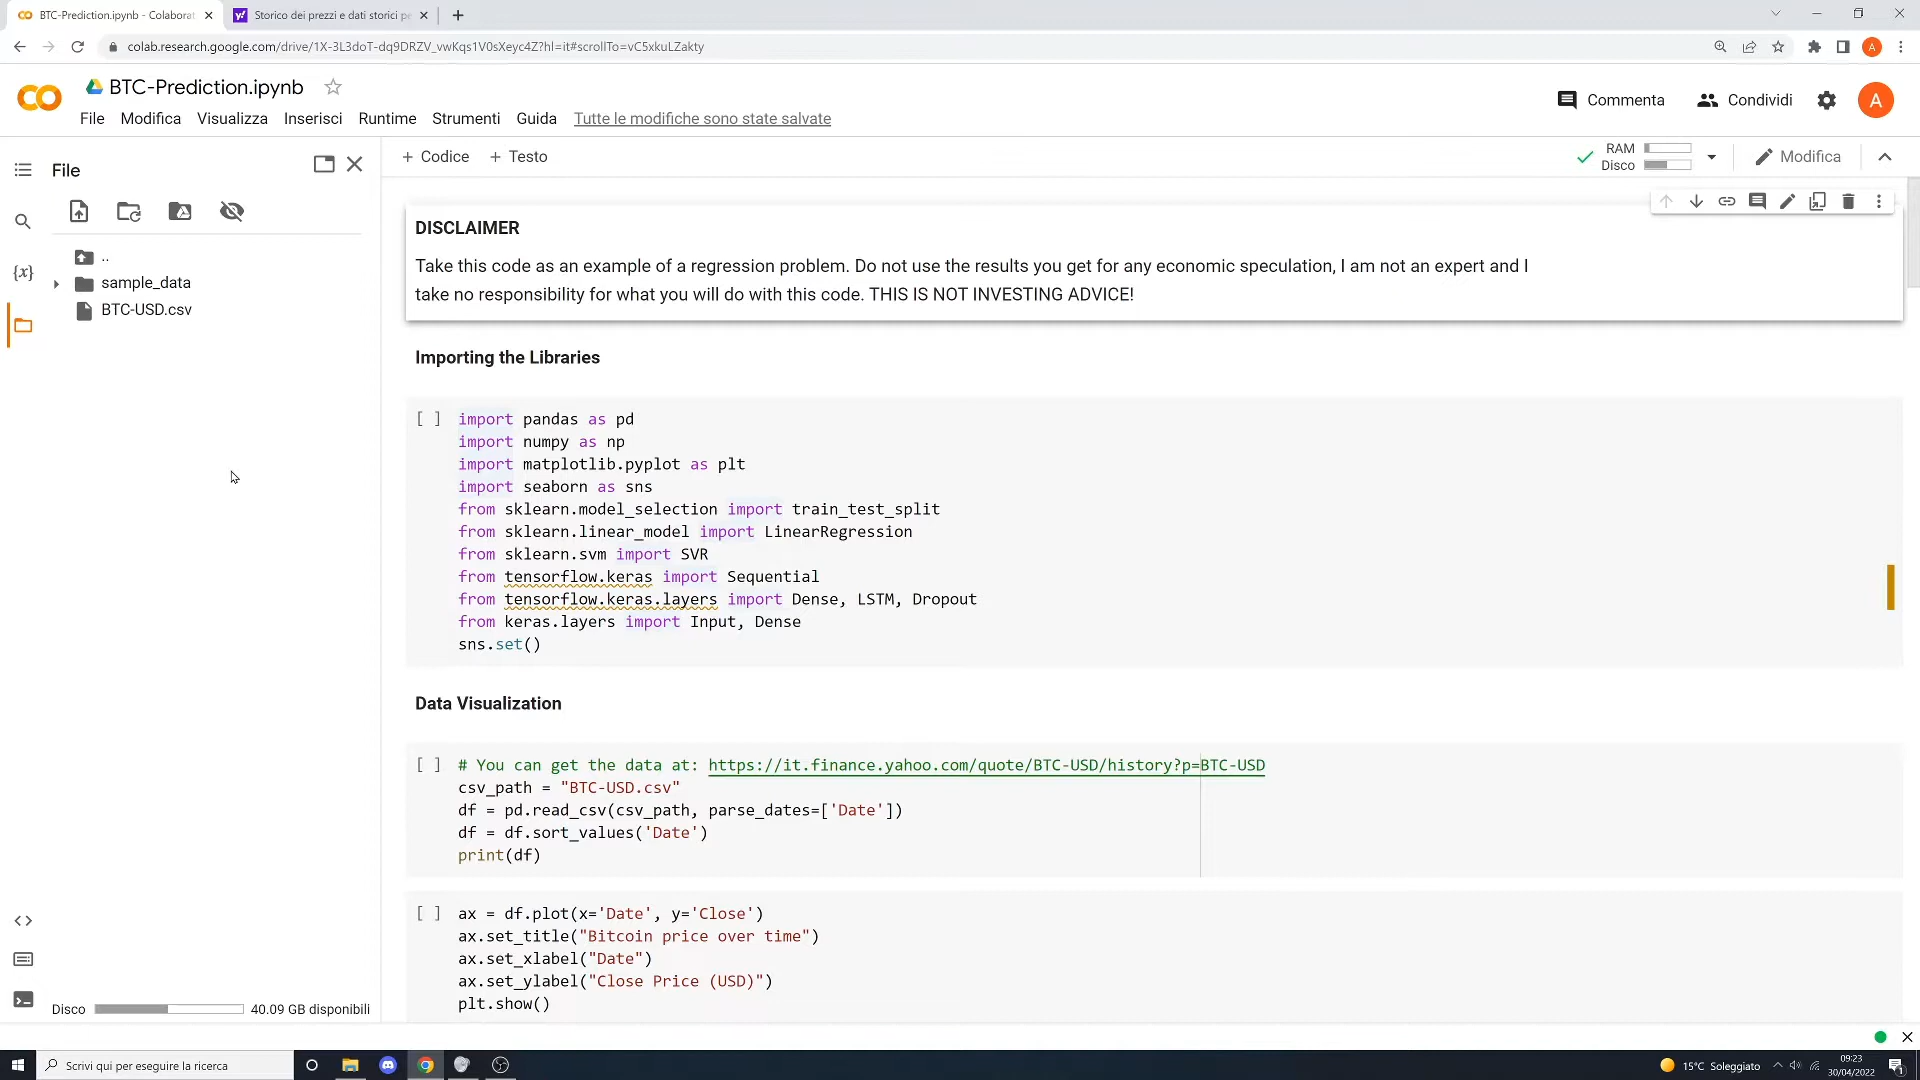 BTC-Prediction.ipynb - Colaborat
Storico dei prezzi e dati storici pe
colab.research.google.com/drive/1X-3L3doT-dq9DRZV_vwKqs1V0sXeyc4Z?hl=it#scrollTo=vC5xkuLZakty
A
BTC-Prediction.ipynb
File Modifica Visualizza Inserisci Runtime Strumenti Guida Tutte le modifiche sono state salvate
Commenta
Condividi
A
File
+ Codice + Testo
RAM
Disco
Modifica
..
sample_data
BTC-USD.csv
DISCLAIMER
Take this code as an example of a regression problem. Do not use the results you get for any economic speculation, I am not an expert and I
take no responsibility for what you will do with this code. THIS IS NOT INVESTING ADVICE!
Importing the Libraries
[ ] import pandas as pd
import numpy as np
import matplotlib.pyplot as plt
import seaborn as sns
from sklearn.model_selection import train_test_split
from sklearn.linear_model import LinearRegression
from sklearn.svm import SVR
from tensorflow.keras import Sequential
from tensorflow.keras.layers import Dense, LSTM, Dropout
from keras.layers import Input, Dense
sns.set()
Data Visualization
[ ] # You can get the data at: https://it.finance.yahoo.com/quote/BTC-USD/history?p=BTC-USD
csv_path = "BTC-USD.csv"
df = pd.read_csv(csv_path, parse_dates=['Date'])
df = df.sort_values('Date')
print(df)
[ ] ax = df.plot(x='Date', y='Close')
ax.set_title("Bitcoin price over time")
ax.set_xlabel("Date")
ax.set_ylabel("Close Price (USD)")
plt.show()
Disco 40.09 GB disponibili
Scrivi qui per eseguire la ricerca
15°C Soleggiato
09:23
30/04/2022
1